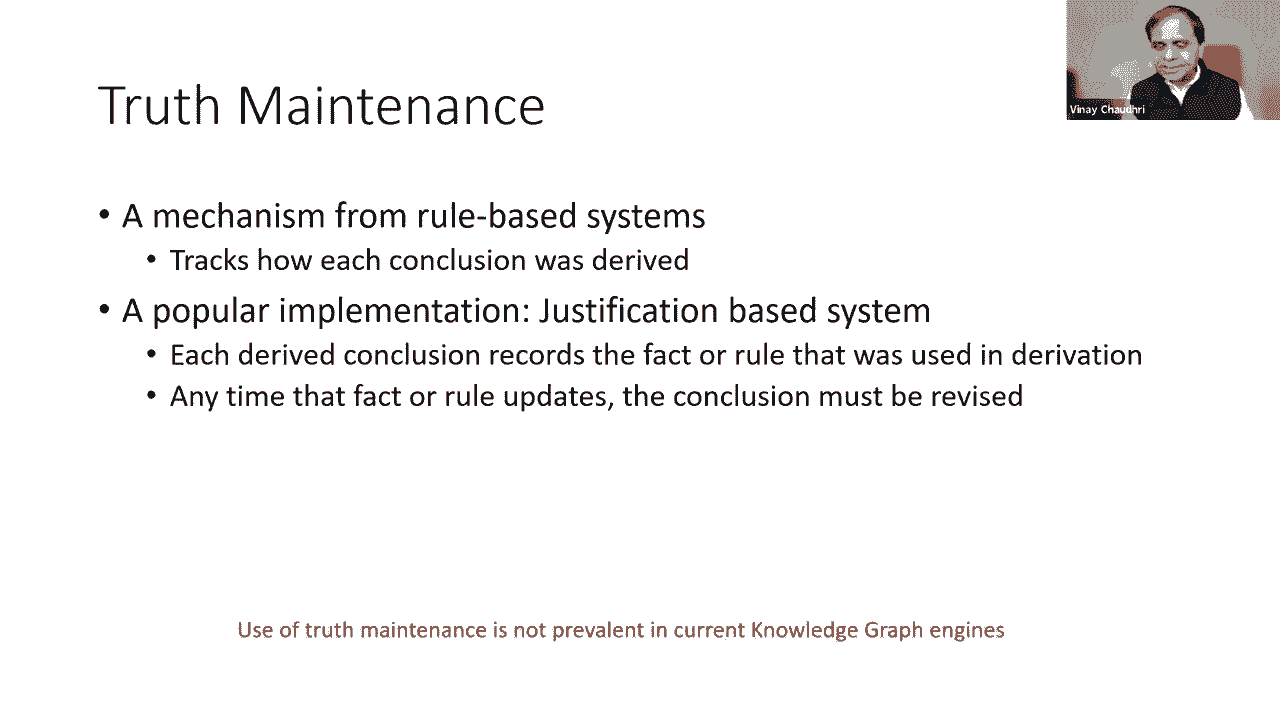 Vinay Chaudhri
Truth Maintenance
• A mechanism from rule-based systems
• Tracks how each conclusion was derived
• A popular implementation: Justification based system
• Each derived conclusion records the fact or rule that was used in derivation
• Any time that fact or rule updates, the conclusion must be revised
Use of truth maintenance is not prevalent in current Knowledge Graph engines